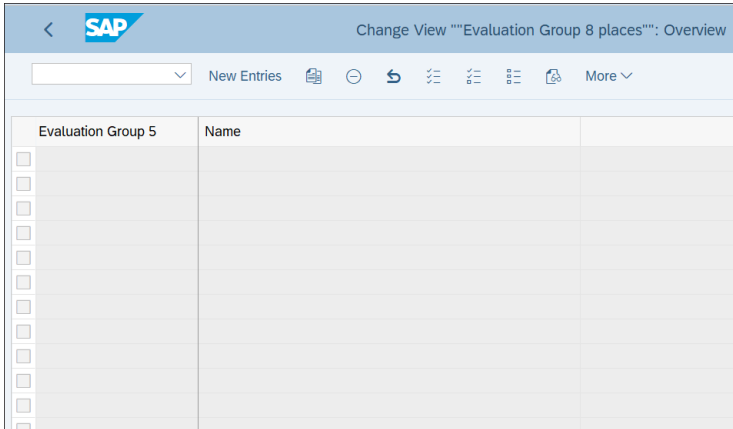 SAP
Change View ""Evaluation Group 8 places"": Overview
New Entries
More
Evaluation Group 5 Name